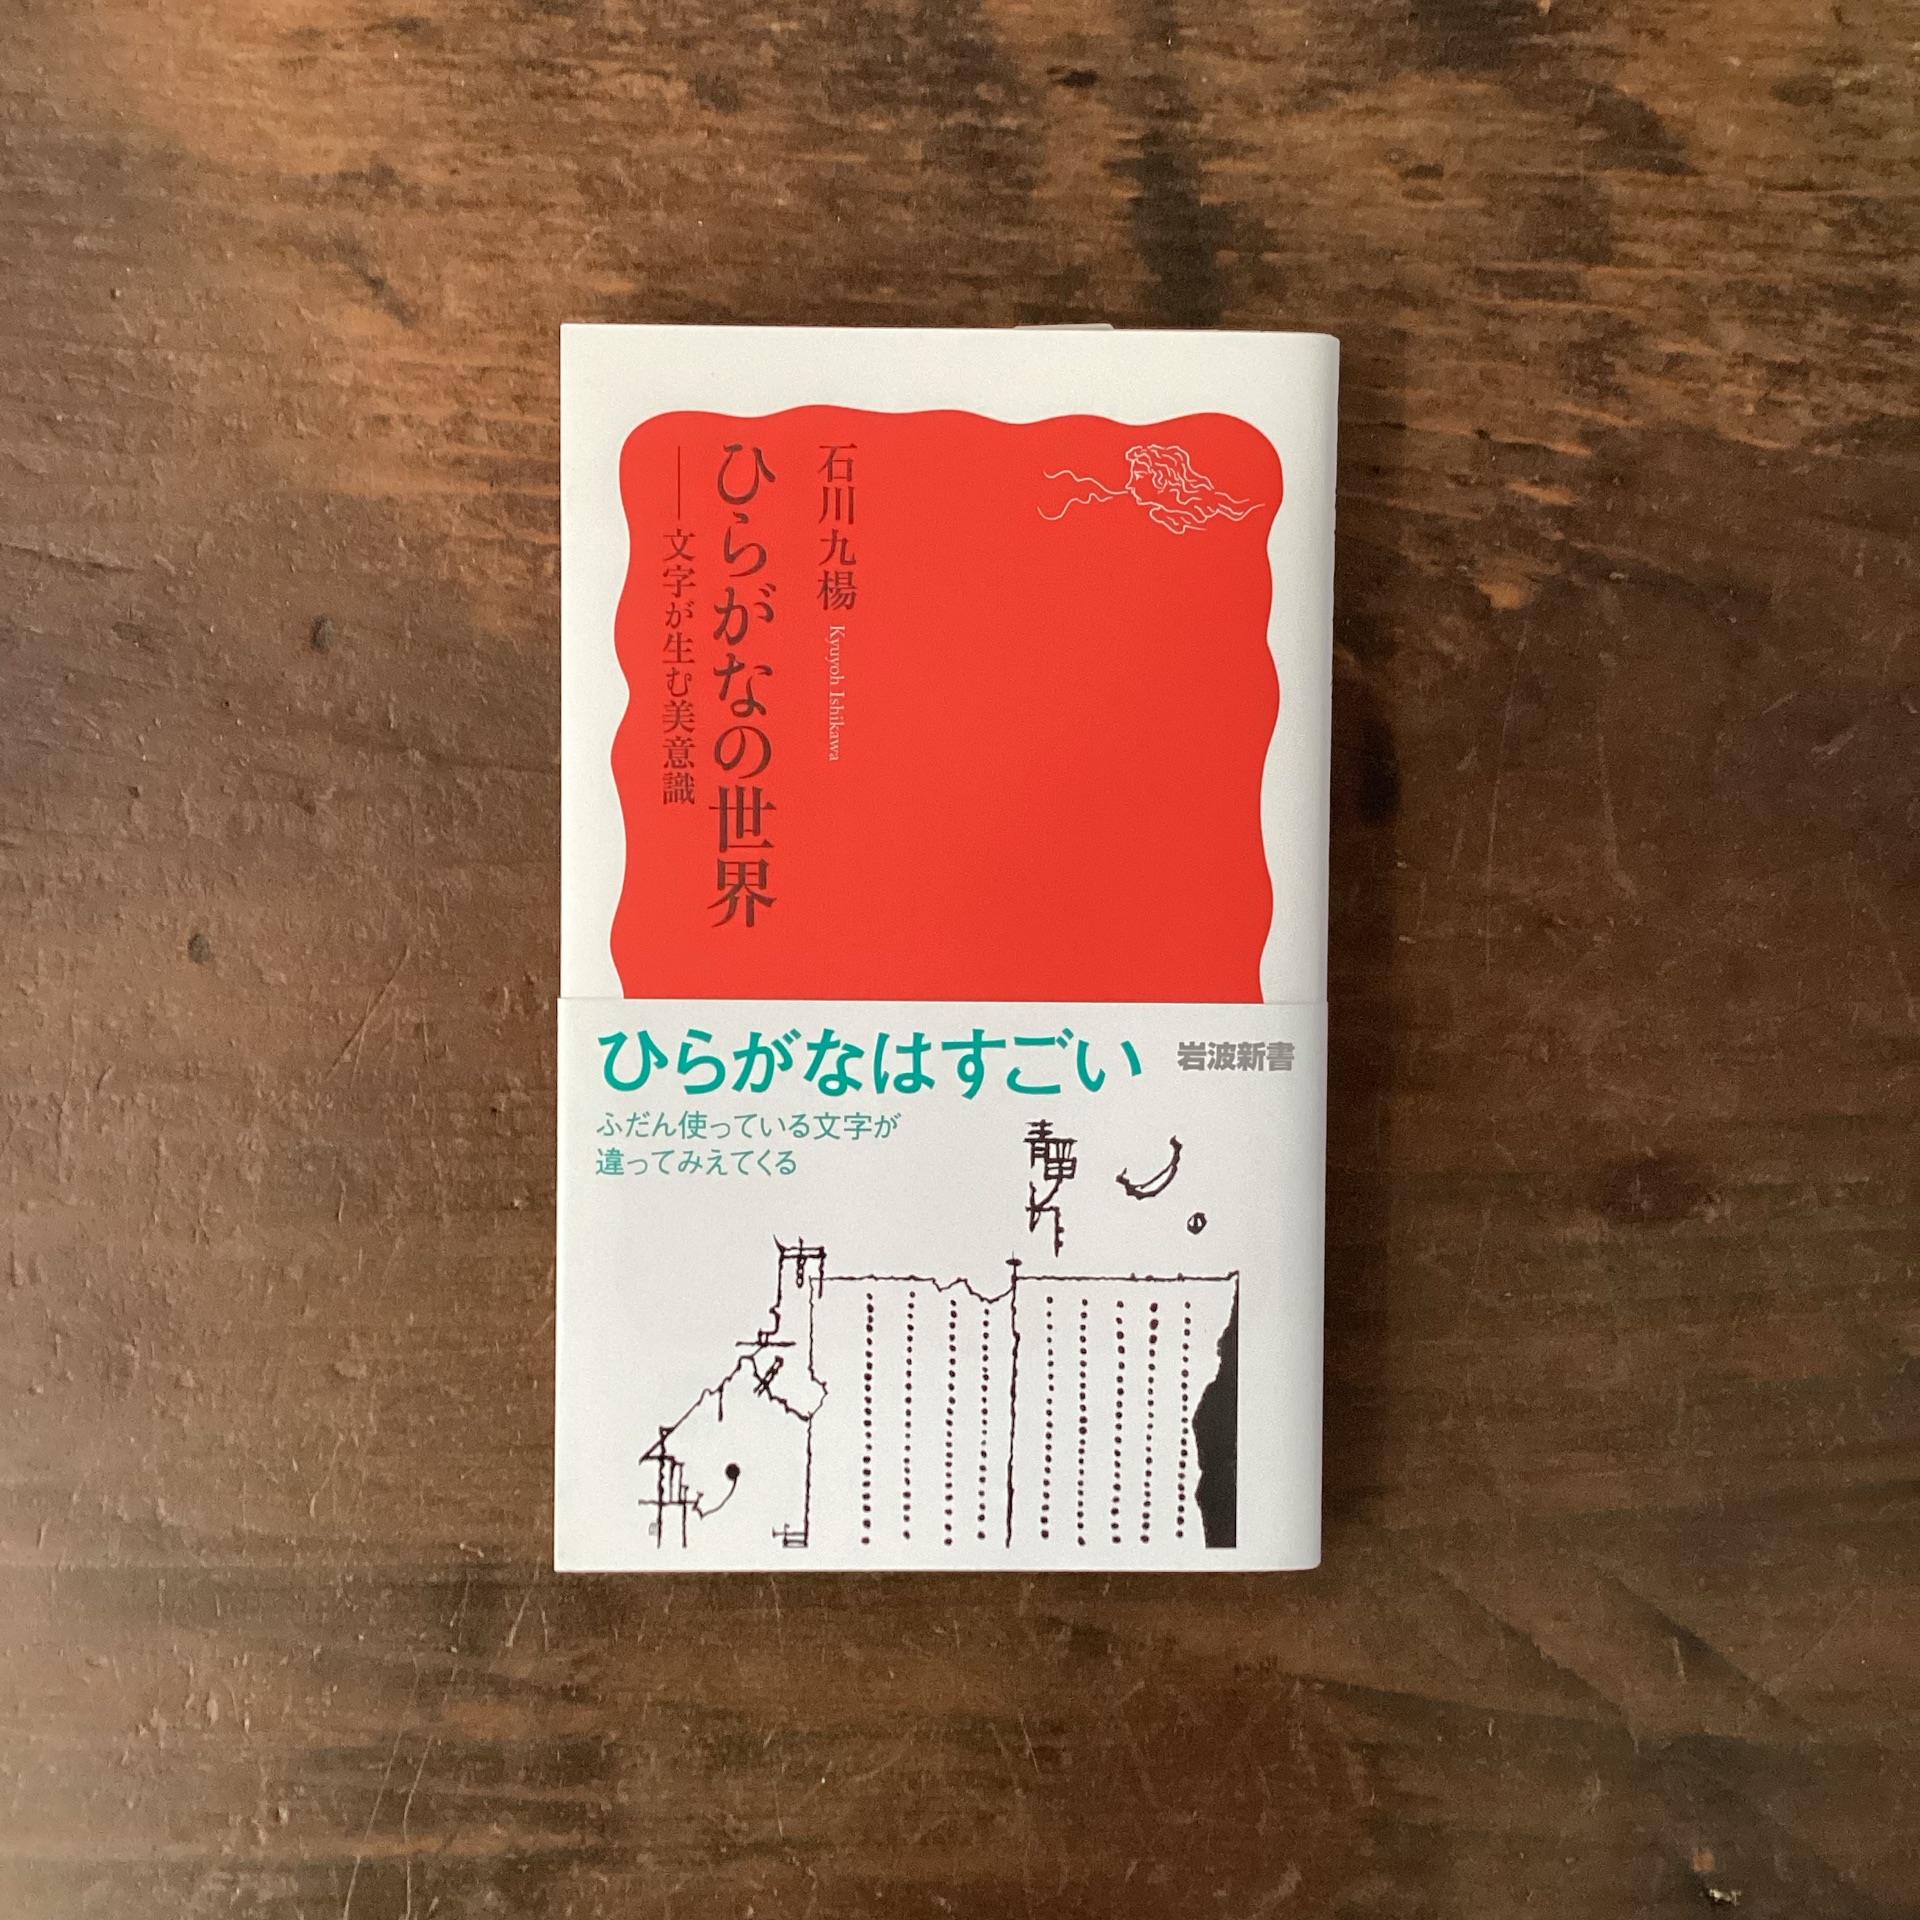 石川九楊 Kyuyoh Ishikawa
ひらがなの世界
――文字が生む美意識
ひらがなはすごい
岩波新書
ふだん使っている文字が
違ってみえてくる